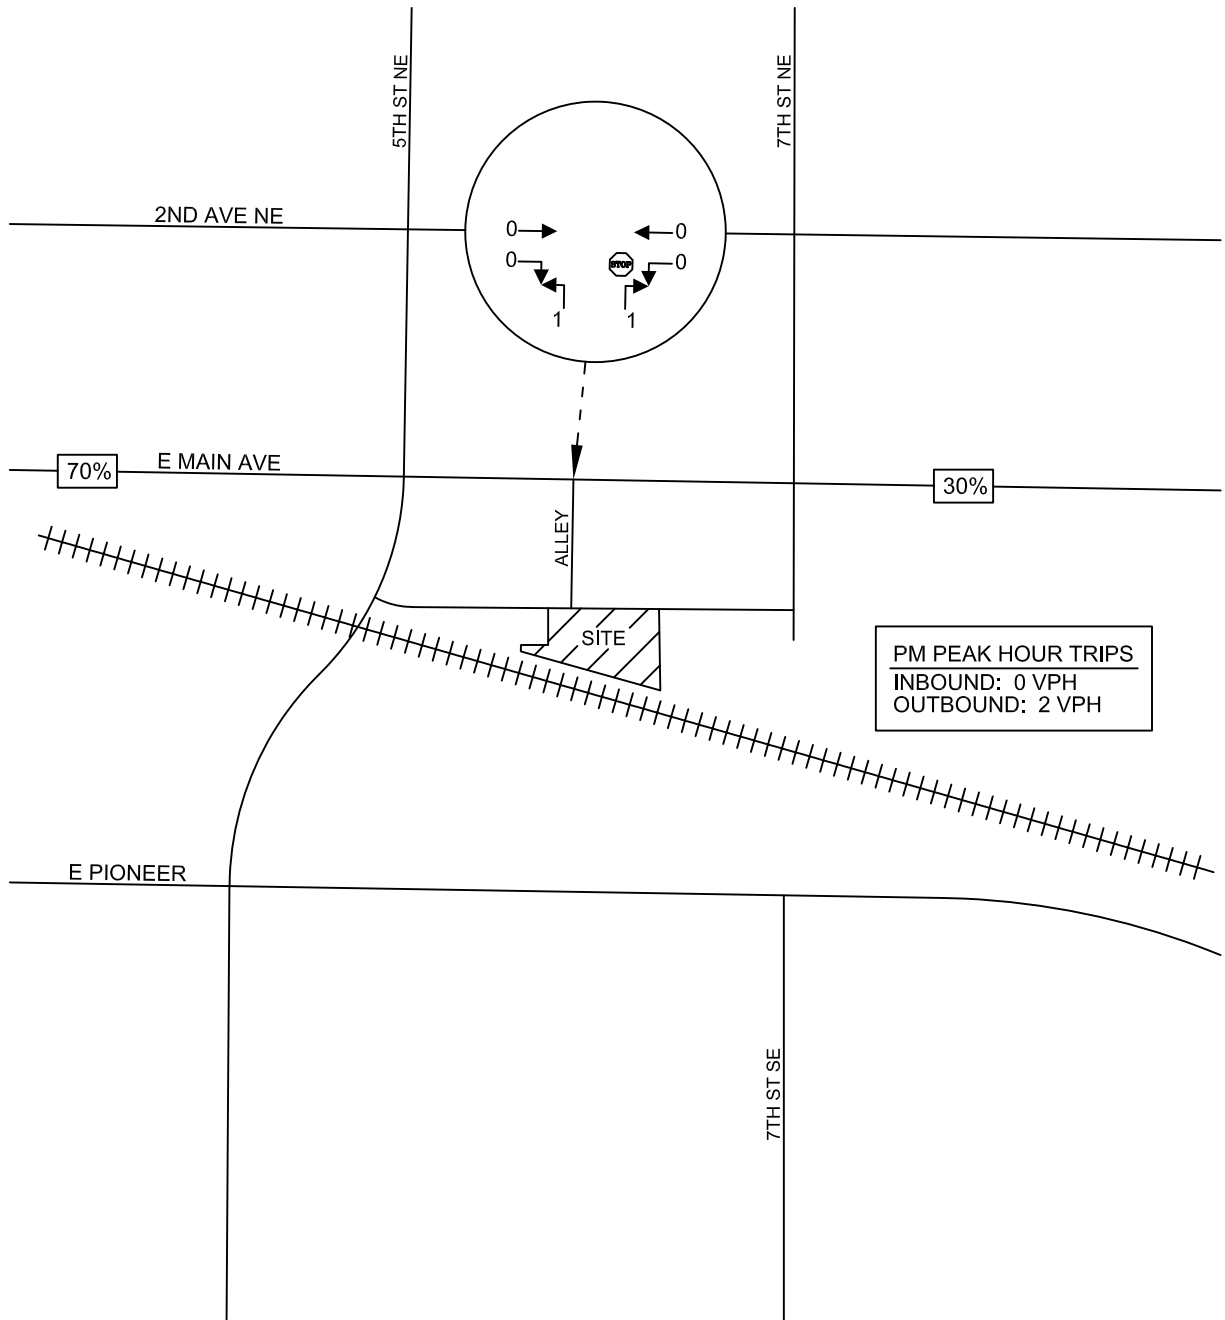 5TH ST NE
7TH ST NE
2ND AVE NE
0
0
0
STOP
0
1
1
70%
E MAIN AVE
30%
ALLEY
SITE
PM PEAK HOUR TRIPS
INBOUND: 0 VPH
OUTBOUND: 2 VPH
E PIONEER
7TH ST SE